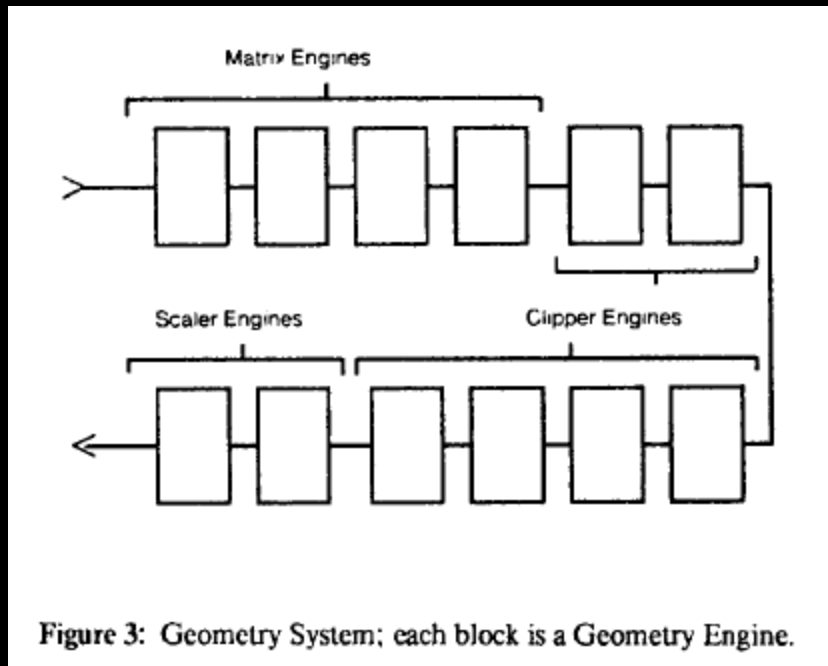 Matrix Engines
Scaler Engines
Clipper Engines
Figure 3: Geometry System; each block is a Geometry Engine.